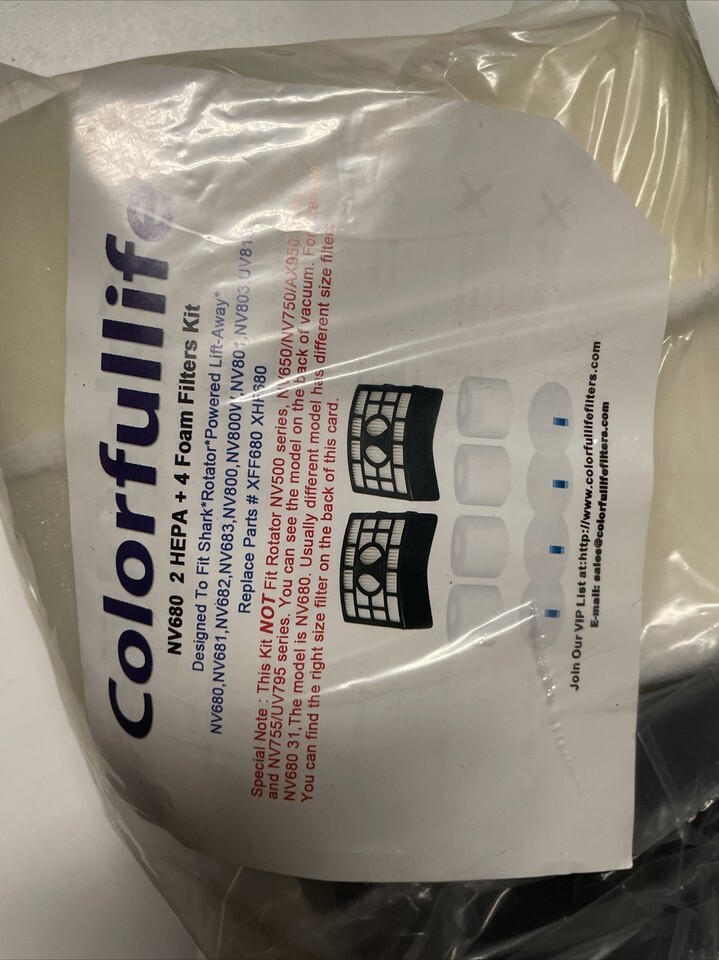 Colorfullife
NV680 2 HEPA + 4 Foam Filters Kit
Designed To Fit Shark*Rotator*Powered Lift-Away*
NV680,NV681,NV682,NV683,NV800,NV800W,NV801,NV803 UV81
Replace Parts # XFF680 XHF680
Special Note : This Kit NOT Fit Rotator NV500 series, NV650/NV750/AX950
and NV755/UV795 series. You can see the model on the back of vacuum. For
NV680 31,The model is NV680. Usually different model has different size filters
You can find the right size filter on the back of this card.
Join Our VIP List at:http://www.colorfullifefilters.com
E-mail: sales@colorfullifefilters.com